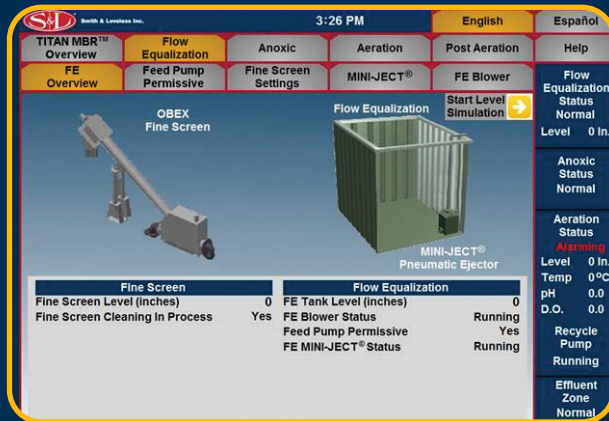 S&L Smith & Loveless Inc.
3:26 PM
English
Español
TITAN MBR™
Overview
Flow
Equalization
Anoxic
Aeration
Post Aeration
Help
FE
Overview
Feed Pump
Permissive
Fine Screen
Settings
MINI-JECT®
FE Blower
OBEX
Fine Screen
Flow Equalization
Start Level
Simulation
MINI-JECT®
Pneumatic Ejector
Fine Screen
Fine Screen Level (inches) 0
Fine Screen Cleaning In Process Yes
Flow Equalization
FE Tank Level (inches) 0
FE Blower Status Running
Feed Pump Permissive Yes
FE MINI-JECT® Status Running
Flow
Equalization
Status
Normal
Level 0 In.
Anoxic
Status
Normal
Aeration
Status
Alarming
Level 0 In.
Temp 0°C
pH 0.0
D.O. 0.0
Recycle
Pump
Running
Effluent
Zone
Normal